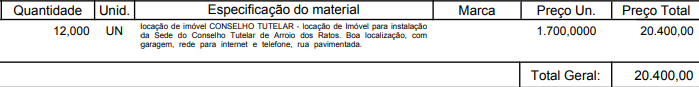 Quantidade Unid. Especificação do material Marca Preço Un. Preço Total
12,000 UN locação de imóvel CONSELHO TUTELAR - locação de Imóvel para instalação 1.700,0000 20.400,00
da Sede do Conselho Tutelar de Arroio dos Ratos. Boa localização, com
garagem, rede para internet e telefone, rua pavimentada.
Total Geral: 20.400,00